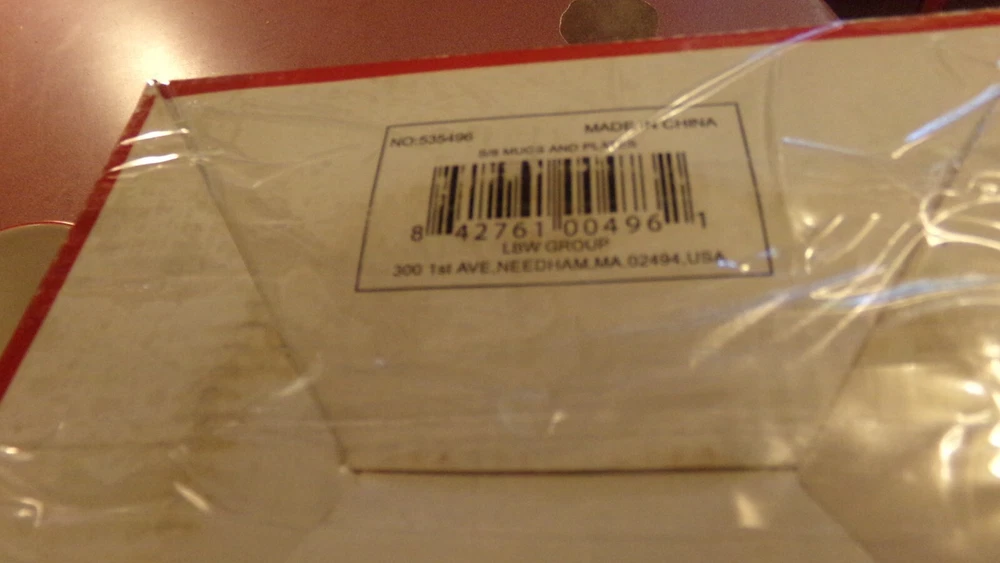 NO:535496 MADE IN CHINA
S/8 MUGS AND PLATES
8 42761 00496 1
LBW GROUP
300 1st AVE,NEEDHAM,MA.02494.USA